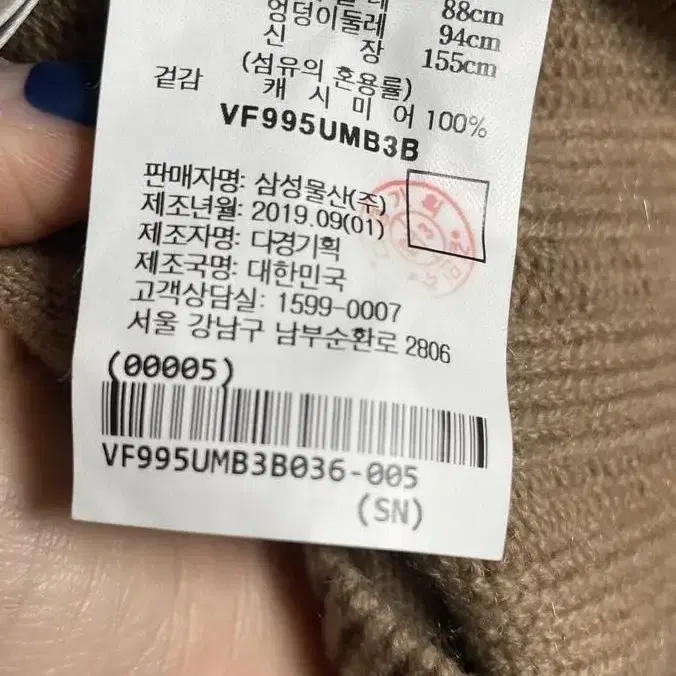 88cm
엉덩이둘레 94cm
신 장 155cm
(섬유의 혼용률)
겉감 캐 시 미 어 100%
VF995UMB3B
판매자명: 삼성물산(주)
제조년월: 2019.09(01)
제조자명: 다경기획
제조국명: 대한민국
고객상담실: 1599-0007
서울 강남구 남부순환로 2806
(00005)
VF995UMB3B036-005
(SN)